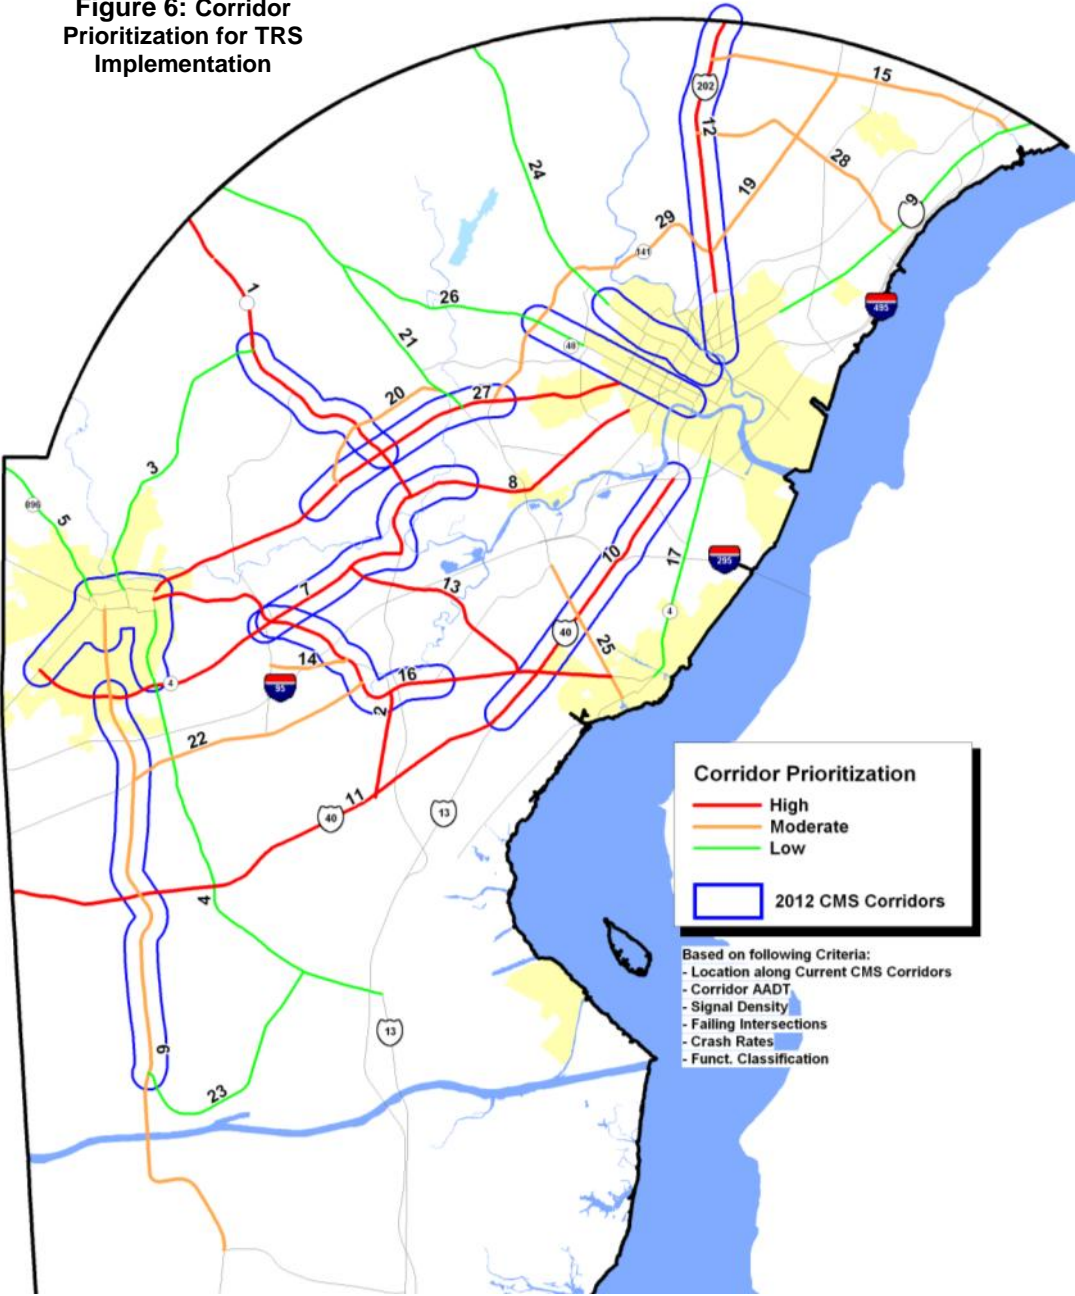 Figure 6: Corridor
Prioritization for TRS
Implementation
202
15
12
28
24
19
9
29
141
1
26
495
48
21
20
27
3
8
896
5
10
295
17
7
13
4
40
25
14
16
4
95
2
22
11
40
13
4
13
6
23
Corridor Prioritization
High
Moderate
Low
2012 CMS Corridors
Based on following Criteria:
- Location along Current CMS Corridors
- Corridor AADT
- Signal Density
- Failing Intersections
- Crash Rates
- Funct. Classification